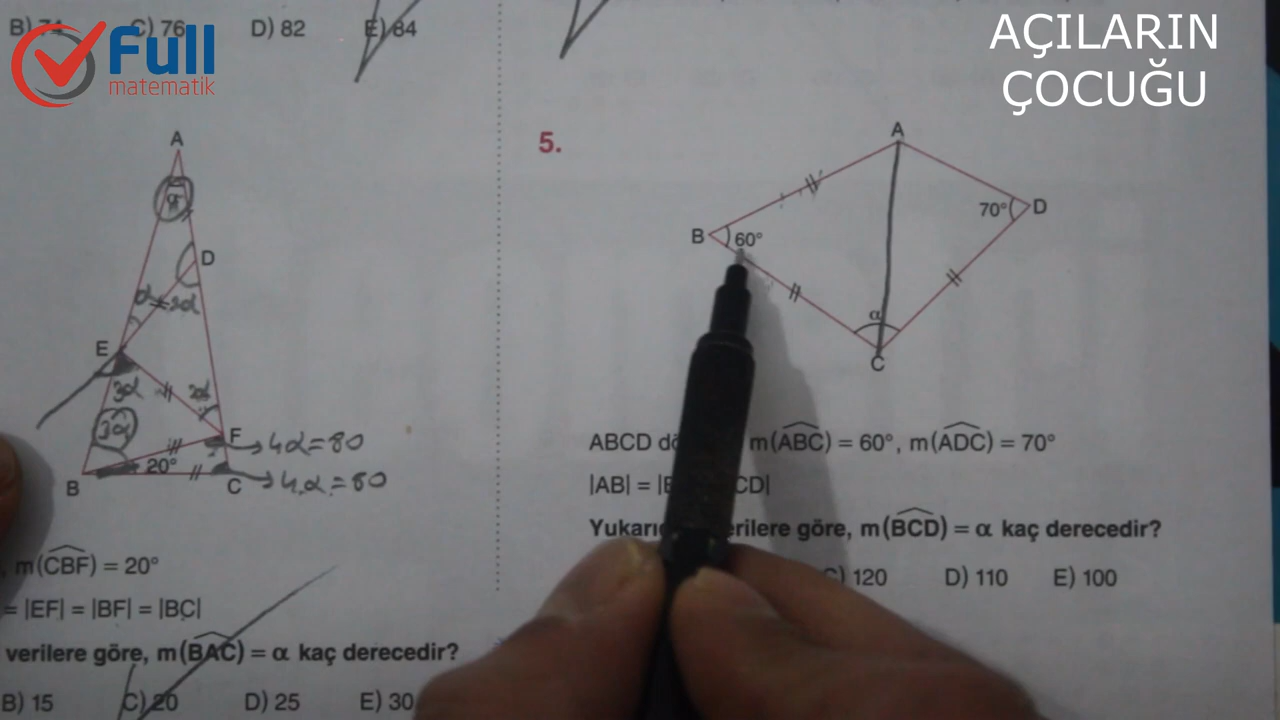 AÇILARIN
ÇOCUĞU
Full
matematik
B) 74 C) 76 D) 82 E) 84
A
D
E
F
B
C
20°
3α
3α
4α=80
4.α=80
m(CBF) = 20°
= |EF| = |BF| = |BC|
verilere göre, m(BAC) = α kaç derecedir?
B) 15 C) 20 D) 25 E) 30
5.
A
B
60°
70°
D
α
C
ABCD m(ABC) = 60°, m(ADC) = 70°
|AB| = CD|
verilere göre, m(BCD) = α kaç derecedir?
C) 120 D) 110 E) 100